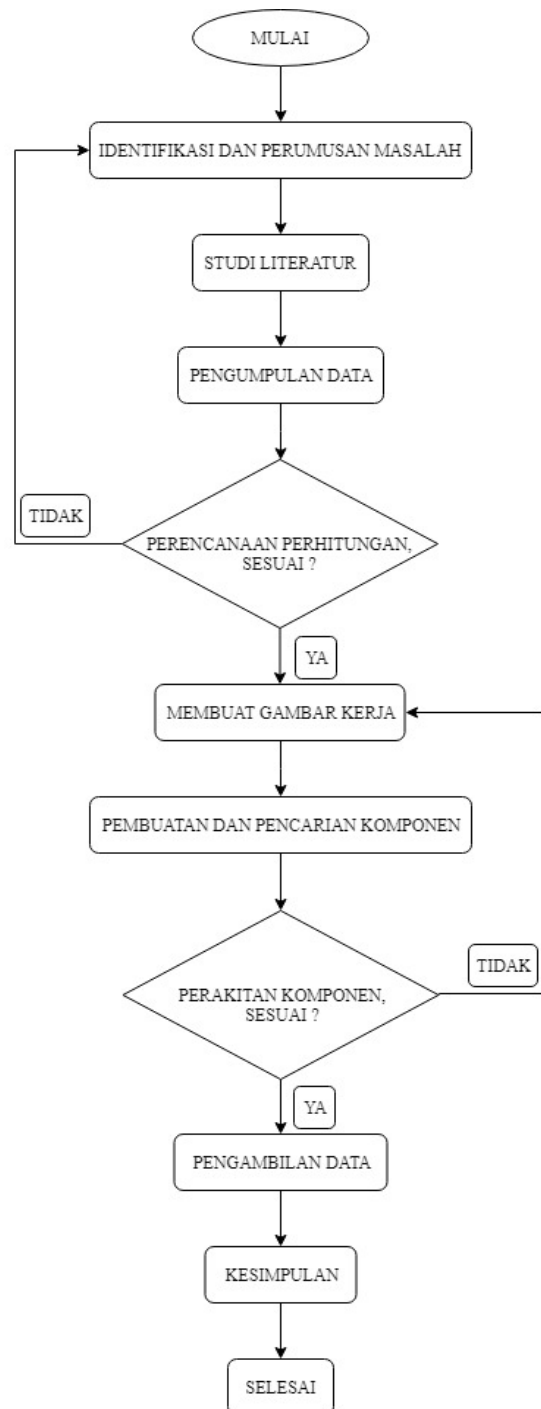 MULAI
IDENTIFIKASI DAN PERUMUSAN MASALAH
STUDI LITERATUR
PENGUMPULAN DATA
TIDAK
PERENCANAAN PERHITUNGAN,
SESUAI ?
YA
MEMBUAT GAMBAR KERJA
PEMBUATAN DAN PENCARIAN KOMPONEN
TIDAK
PERAKITAN KOMPONEN,
SESUAI ?
YA
PENGAMBILAN DATA
KESIMPULAN
SELESAI